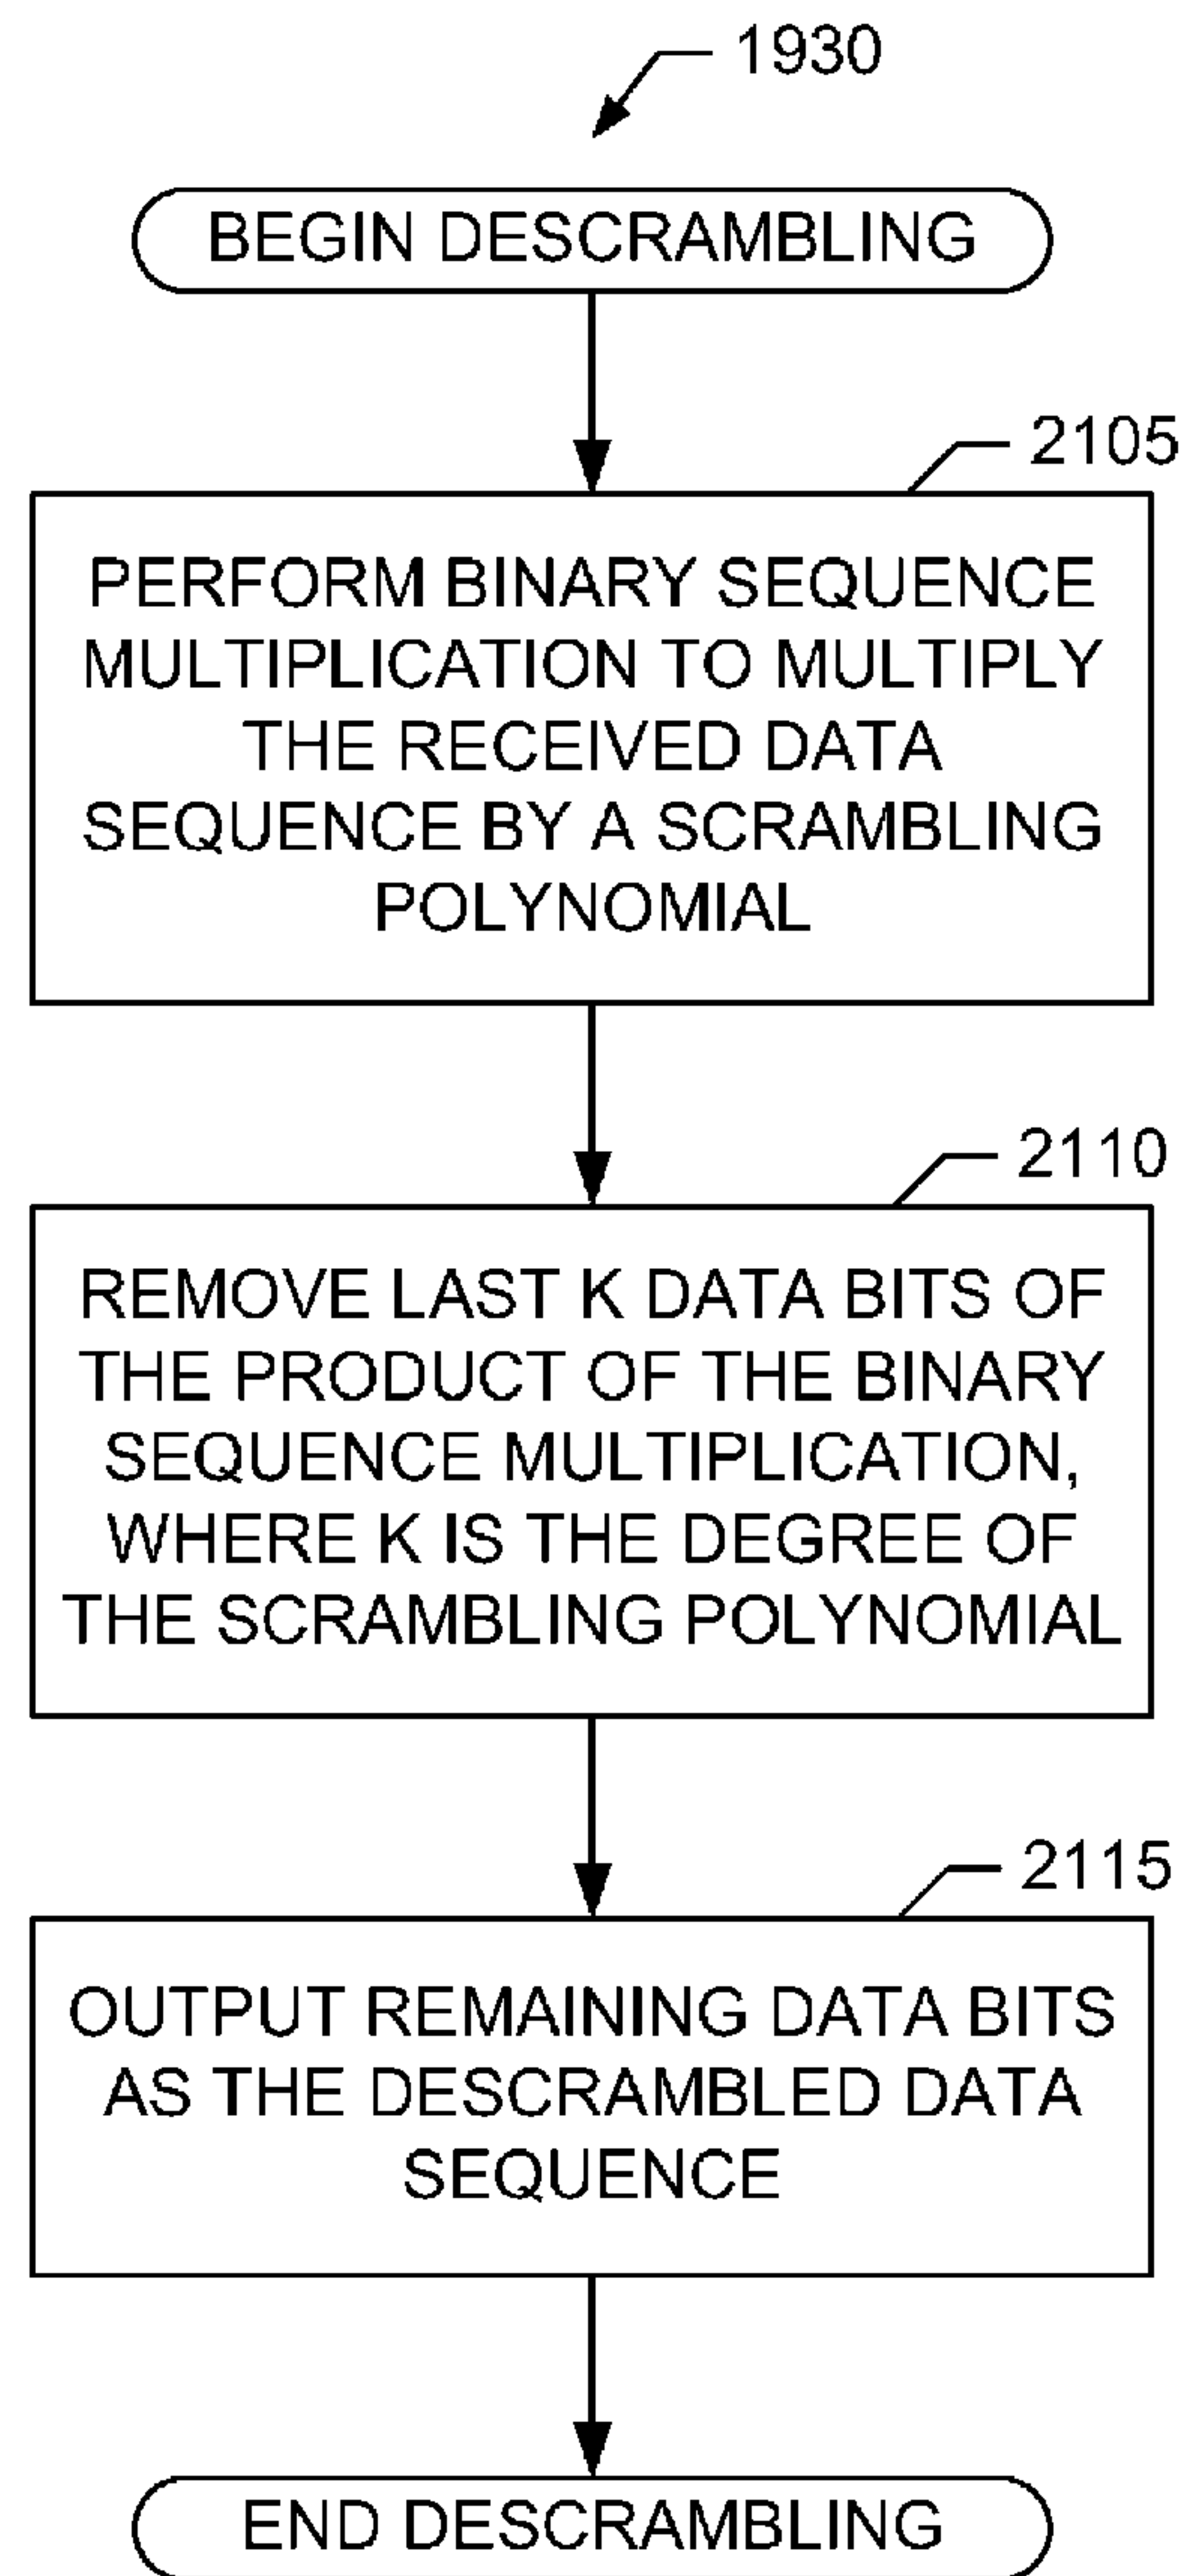 1930
BEGIN DESCRAMBLING
2105
PERFORM BINARY SEQUENCE
MULTIPLICATION TO MULTIPLY
THE RECEIVED DATA
SEQUENCE BY A SCRAMBLING
POLYNOMIAL
2110
REMOVE LAST K DATA BITS OF
THE PRODUCT OF THE BINARY
SEQUENCE MULTIPLICATION,
WHERE K IS THE DEGREE OF
THE SCRAMBLING POLYNOMIAL
2115
OUTPUT REMAINING DATA BITS
AS THE DESCRAMBLED DATA
SEQUENCE
END DESCRAMBLING